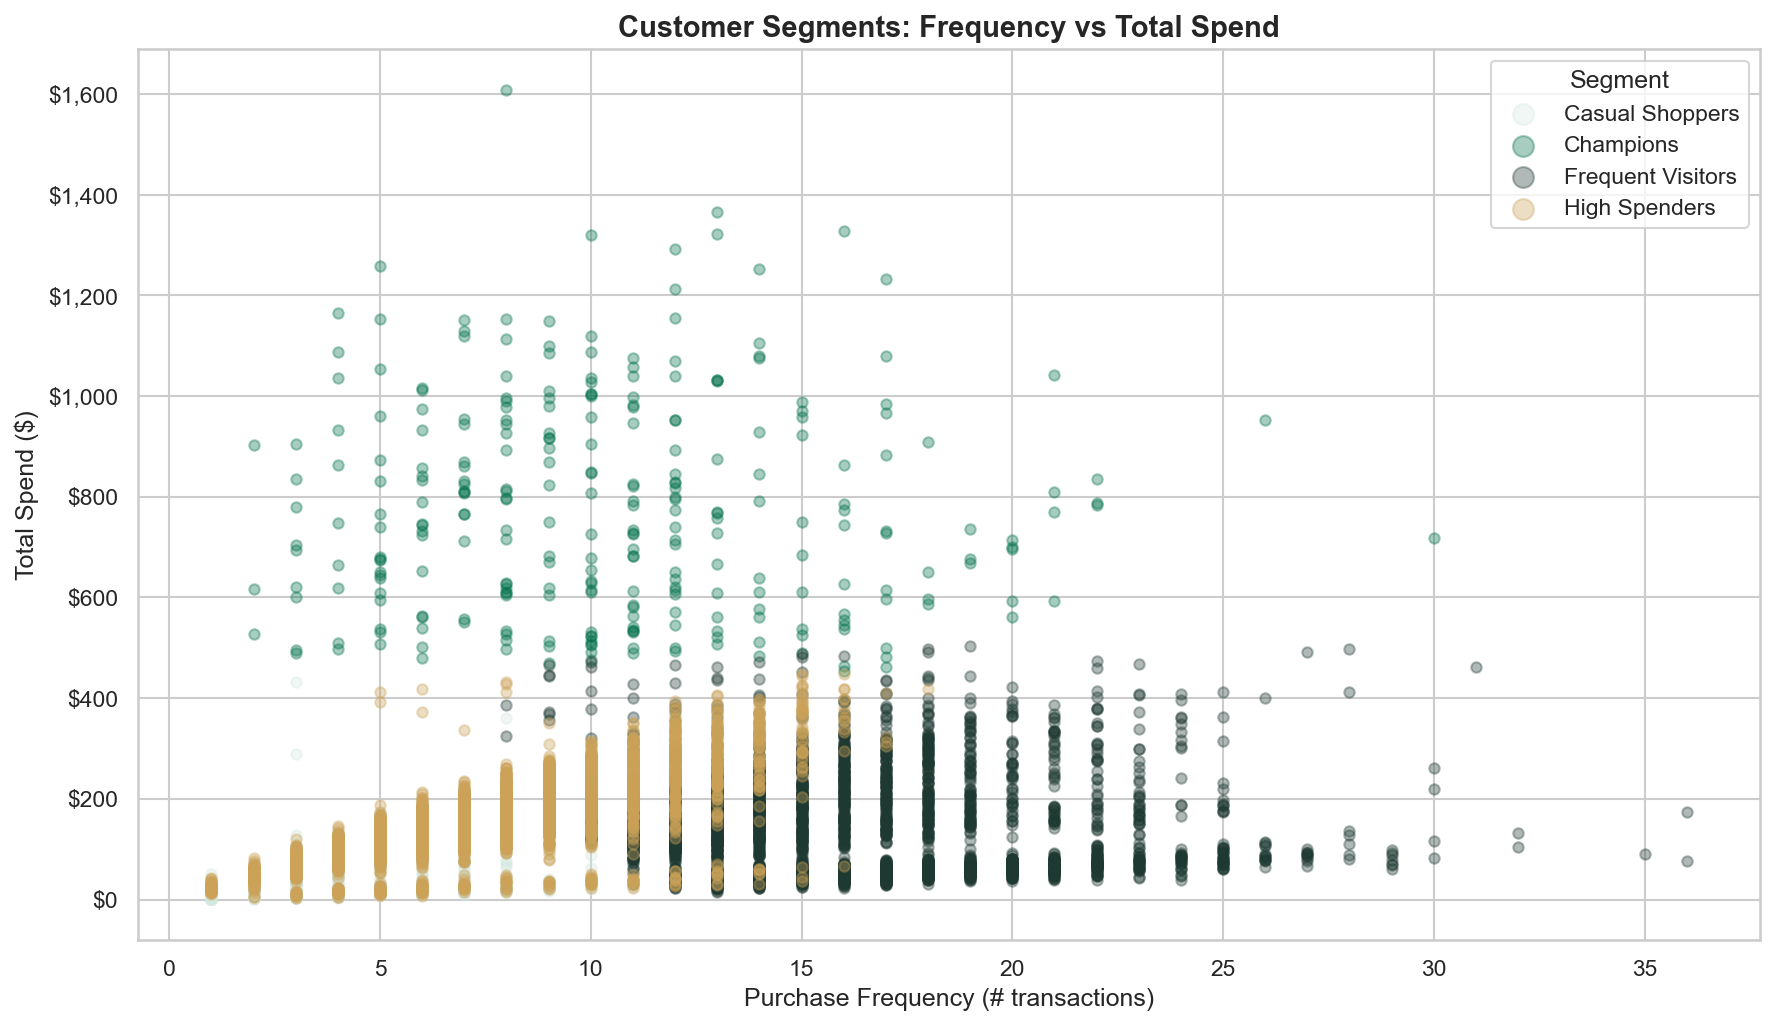 Customer Segments: Frequency vs Total Spend
Segment
Casual Shoppers
Champions
Frequent Visitors
High Spenders
Total Spend ($)
$1,600
$1,400
$1,200
$1,000
$800
$600
$400
$200
$0
0 5 10 15 20 25 30 35
Purchase Frequency (# transactions)